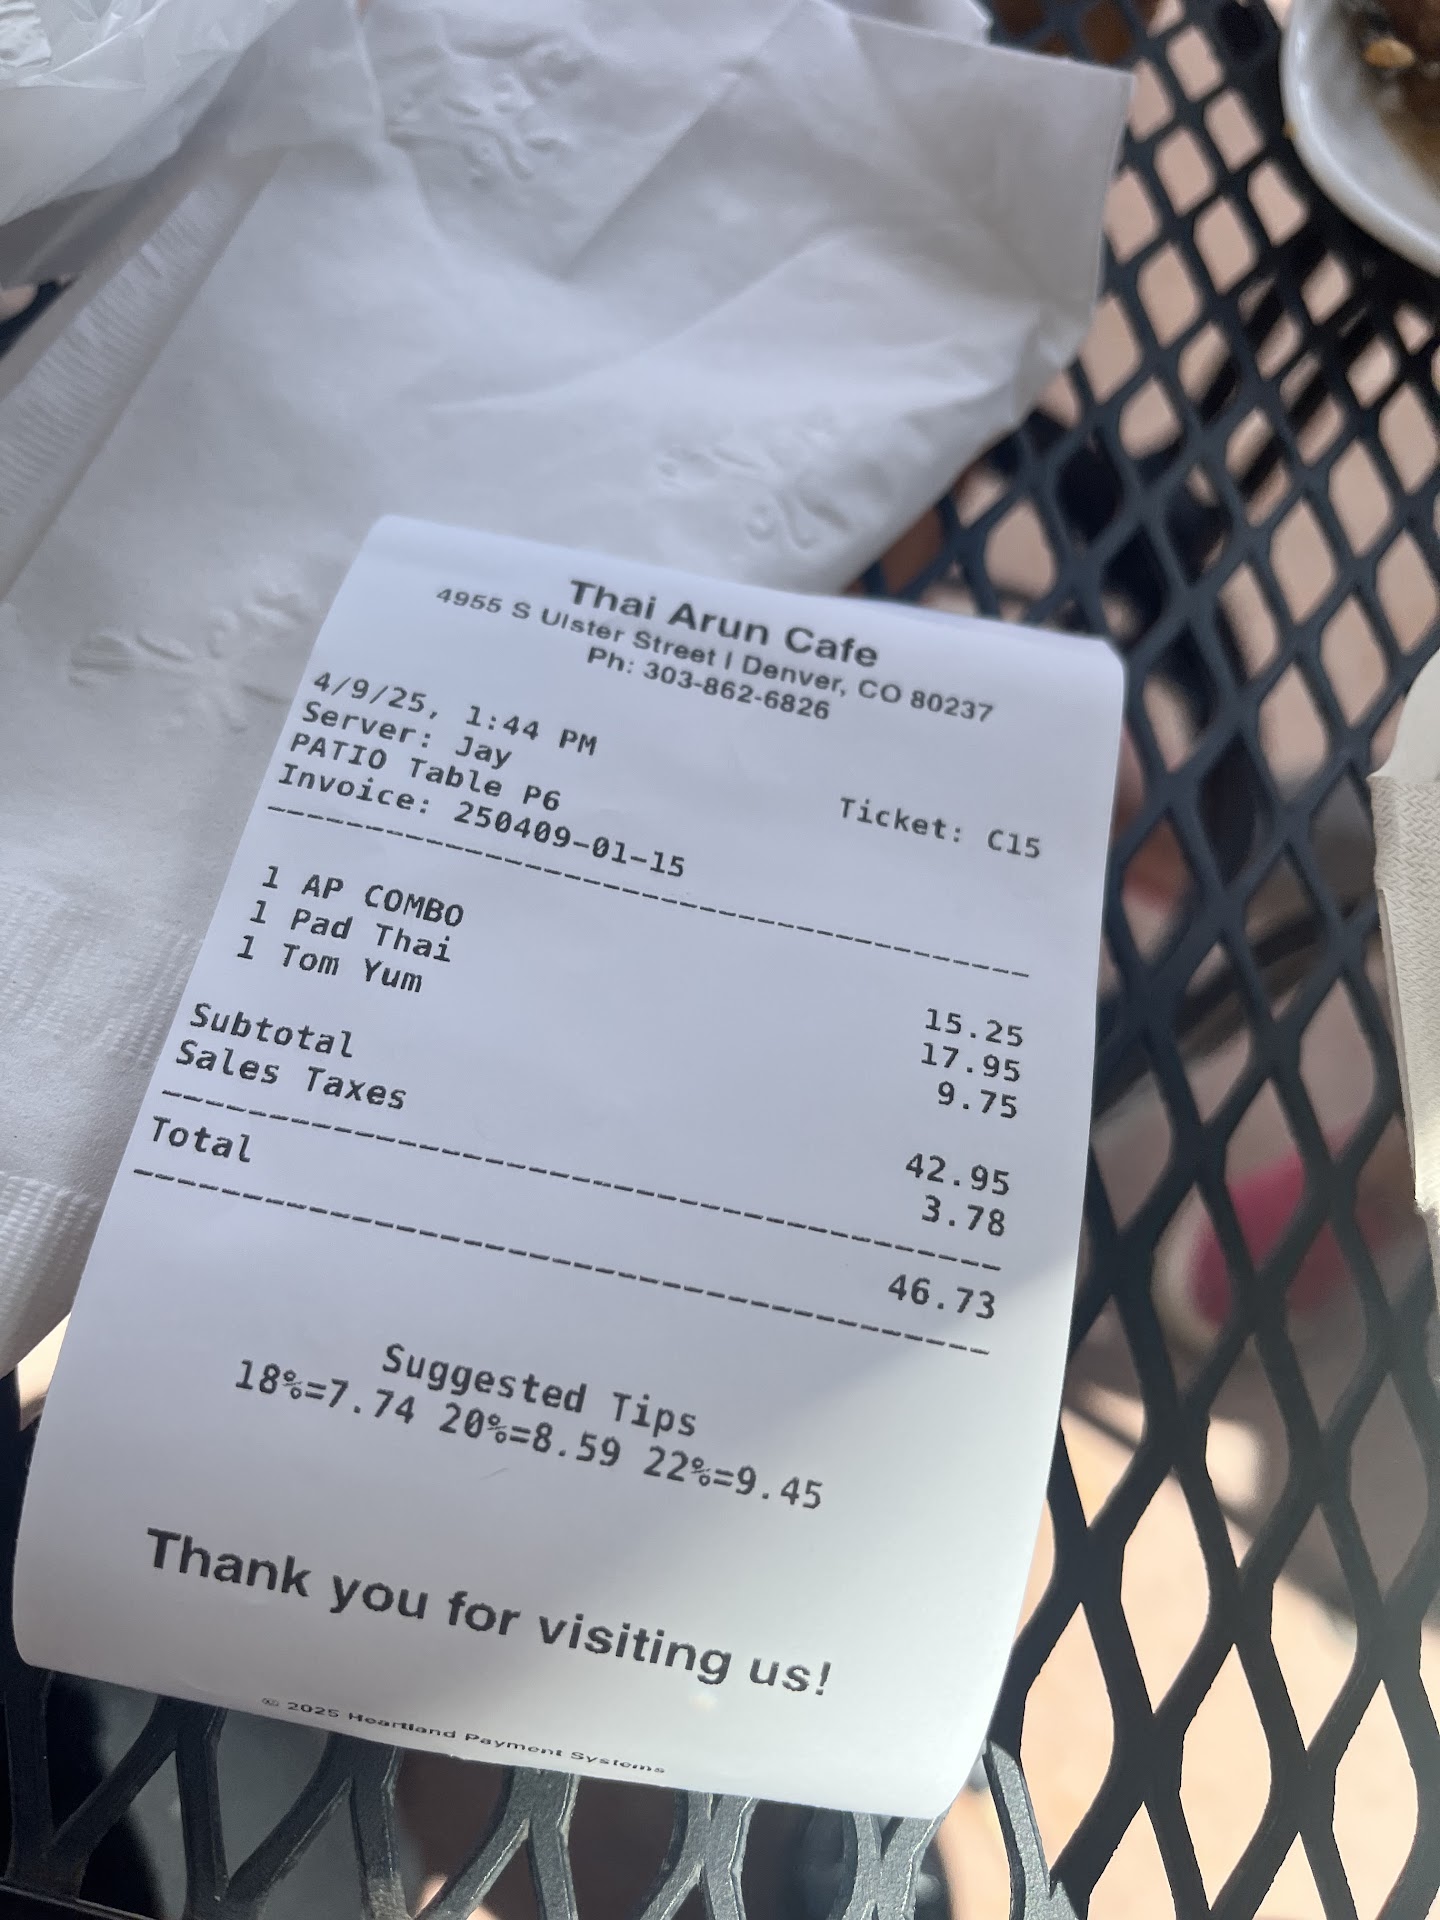 Thai Arun Cafe
4955 S Ulster Street | Denver, CO 80237
Ph: 303-862-6826
4/9/25, 1:44 PM
Server: Jay
PATIO Table P6 Ticket: C15
Invoice: 250409-01-15
1 AP COMBO 15.25
1 Pad Thai 17.95
1 Tom Yum 9.75
Subtotal 42.95
Sales Taxes 3.78
Total 46.73
Suggested Tips
18%=7.74 20%=8.59 22%=9.45
Thank you for visiting us!
© 2025 Heartland Payment Systems